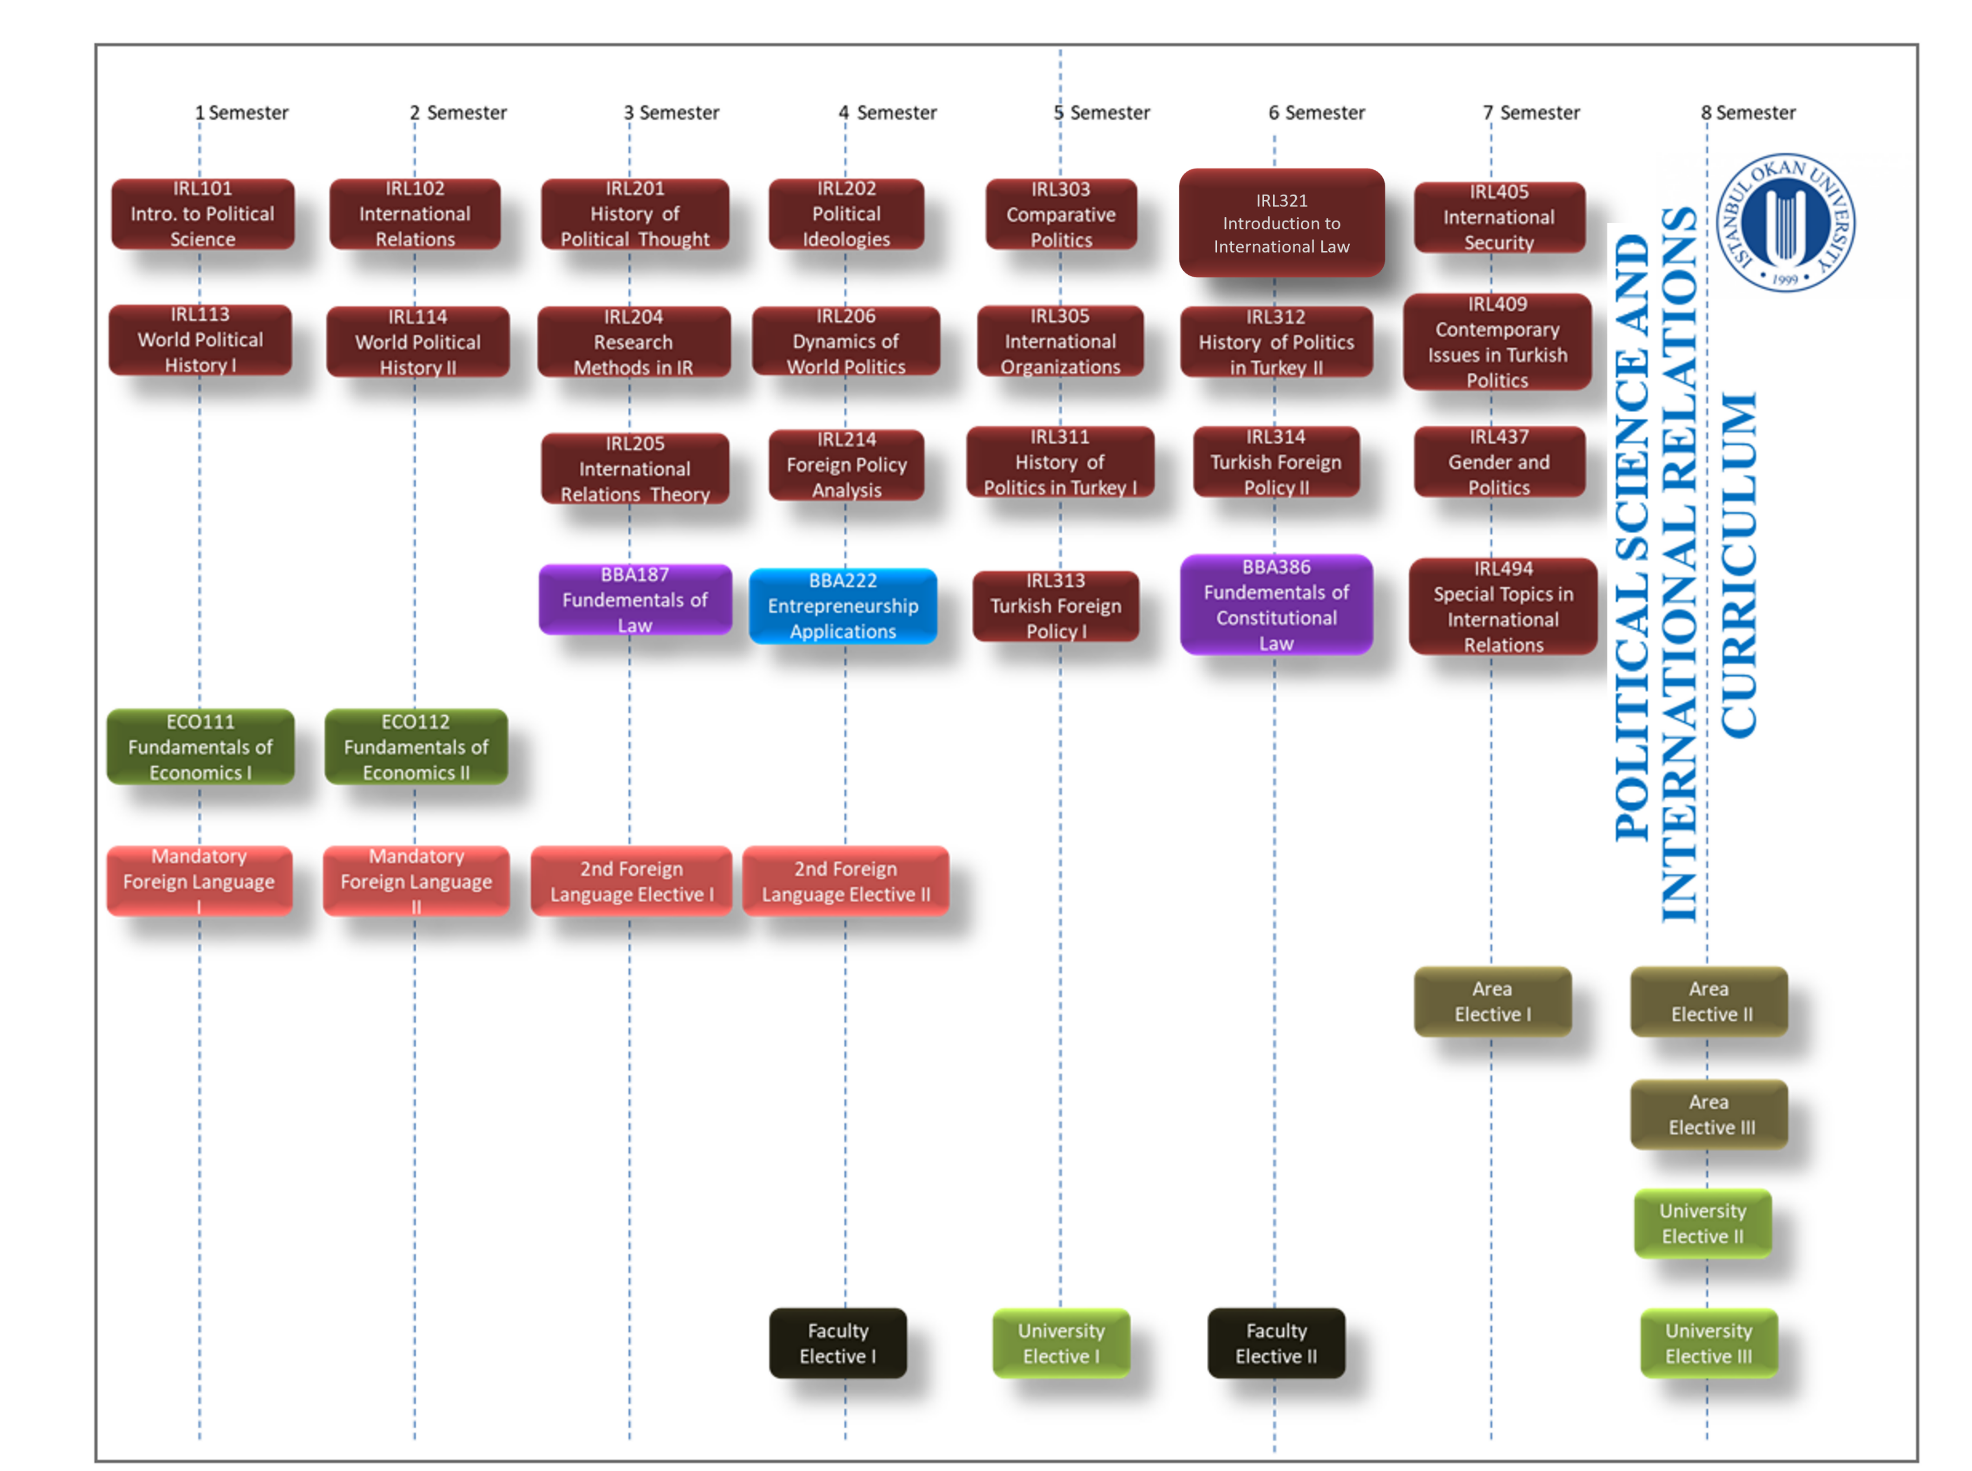 1 Semester
2 Semester
3 Semester
4 Semester
5 Semester
6 Semester
7 Semester
8 Semester
IRL101
Intro. to Political
Science
IRL102
International
Relations
IRL201
History of
Political Thought
IRL202
Political
Ideologies
IRL303
Comparative
Politics
IRL321
Introduction to
International Law
IRL405
International
Security
ISTANBUL OKAN UNIVERSITY
• 1999 •
IRL113
World Political
History I
IRL114
World Political
History II
IRL204
Research
Methods in IR
IRL206
Dynamics of
World Politics
IRL305
International
Organizations
IRL312
History of Politics
in Turkey II
IRL409
Contemporary
Issues in Turkish
Politics
IRL205
International
Relations Theory
IRL214
Foreign Policy
Analysis
IRL311
History of
Politics in Turkey I
IRL314
Turkish Foreign
Policy II
IRL437
Gender and
Politics
BBA187
Fundementals of
Law
BBA222
Entrepreneurship
Applications
IRL313
Turkish Foreign
Policy I
BBA386
Fundementals of
Constitutional
Law
IRL494
Special Topics in
International
Relations
POLITICAL SCIENCE AND
INTERNATIONAL RELATIONS
CURRICULUM
ECO111
Fundamentals of
Economics I
ECO112
Fundamentals of
Economics II
Mandatory
Foreign Language
I
Mandatory
Foreign Language
II
2nd Foreign
Language Elective I
2nd Foreign
Language Elective II
Area
Elective I
Area
Elective II
Area
Elective III
University
Elective II
Faculty
Elective I
University
Elective I
Faculty
Elective II
University
Elective III